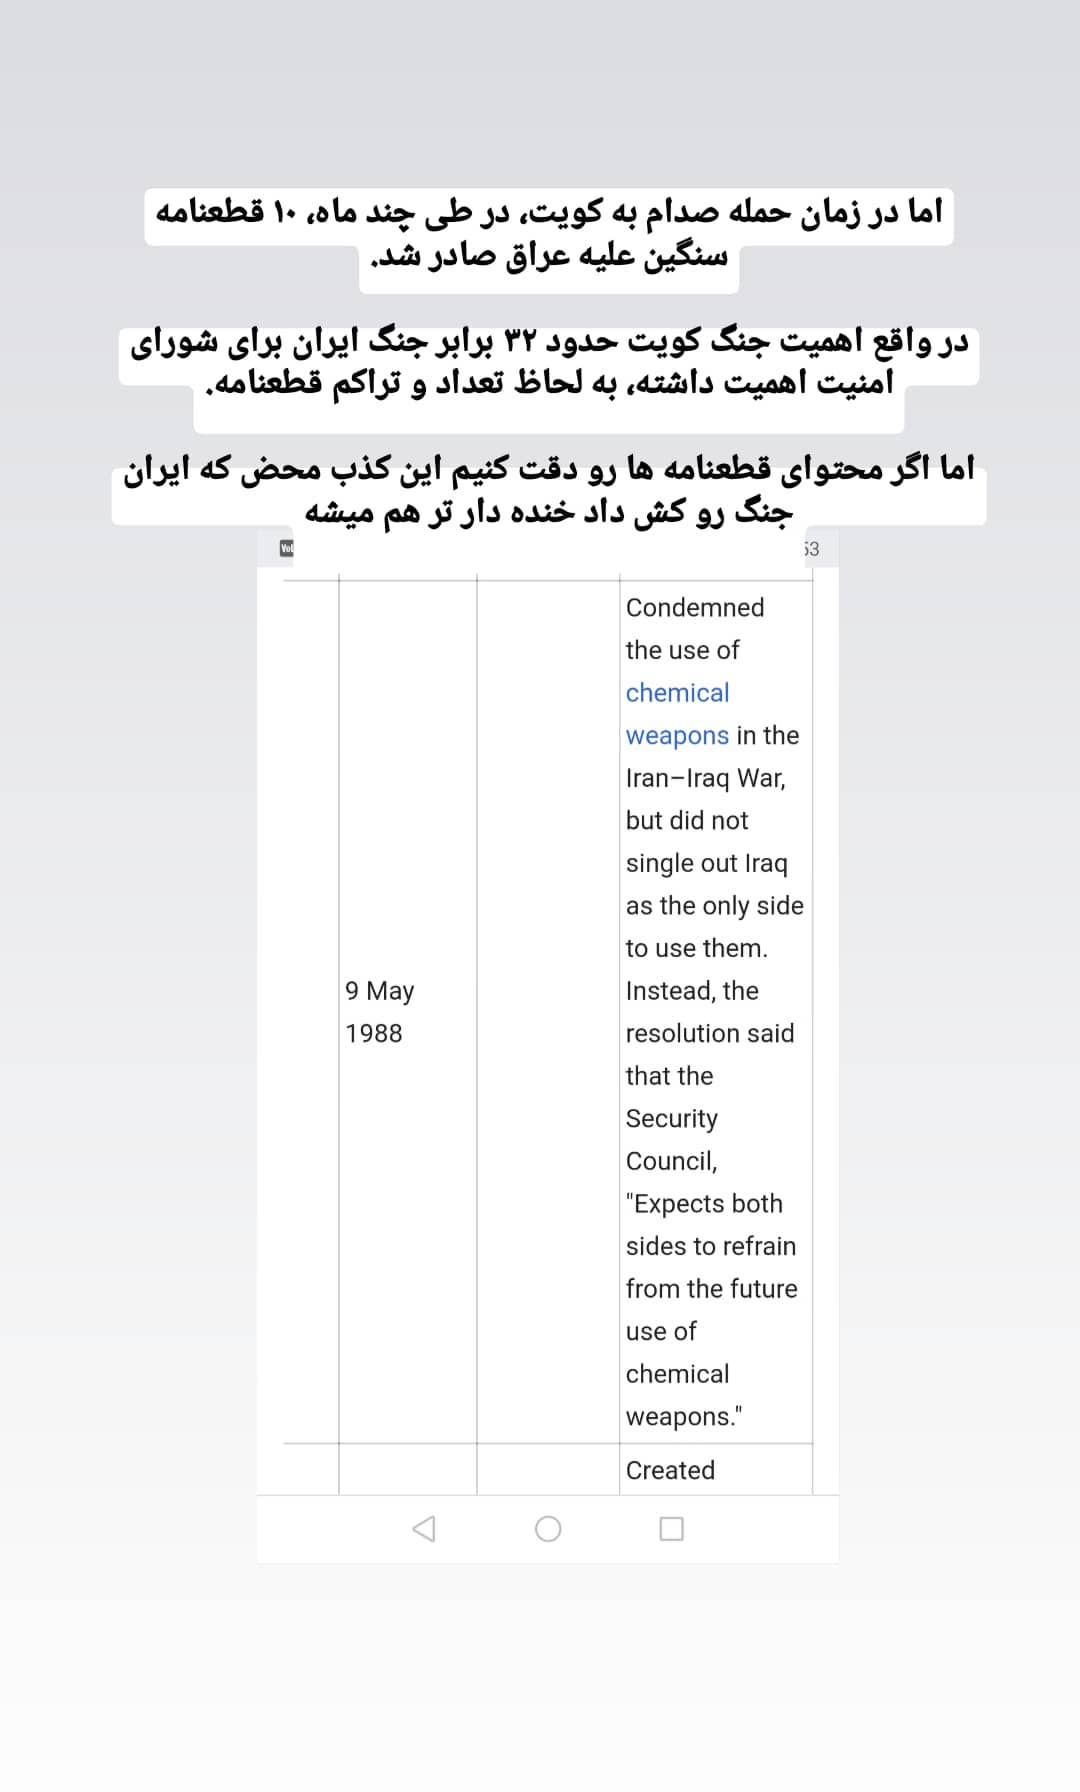 اما در زمان حمله صدام به کویت، در طی چند ماه، ۱۰ قطعنامه
سنگین علیه عراق صادر شد.
در واقع اهمیت جنگ کویت حدود ۳۲ برابر جنگ ایران برای شورای
امنیت اهمیت داشته، به لحاظ تعداد و تراکم قطعنامه.
اما اگر محتوای قطعنامه ها رو دقت کنیم این کذب محض که ایران
جنگ رو کش داد خنده دار تر هم میشه
53
Condemned
the use of
chemical
weapons in the
Iran–Iraq War,
but did not
single out Iraq
as the only side
to use them.
9 May
1988
Instead, the
resolution said
that the
Security
Council,
"Expects both
sides to refrain
from the future
use of
chemical
weapons."
Created